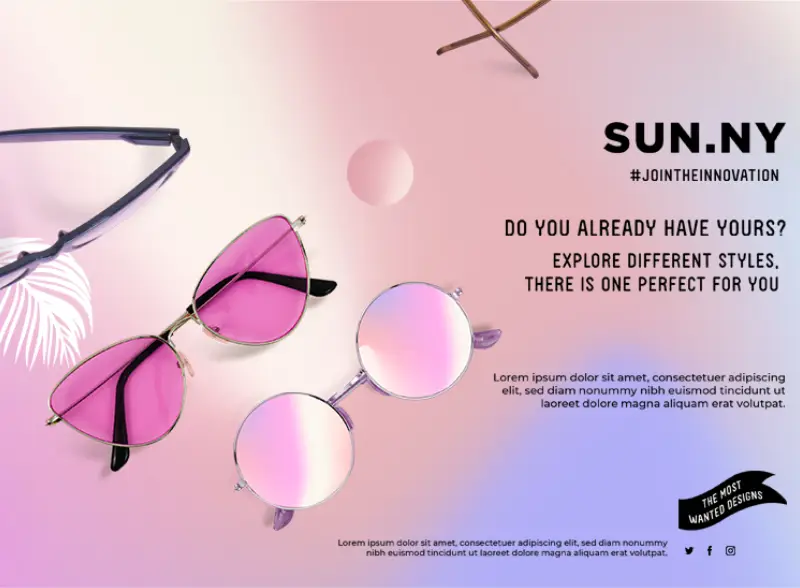 SUN.NY
#JOINTHEINNOVATION
DO YOU ALREADY HAVE YOURS?
EXPLORE DIFFERENT STYLES,
THERE IS ONE PERFECT FOR YOU
Lorem ipsum dolor sit amet, consectetuer adipiscing
elit, sed diam nonummy nibh euismod tincidunt ut
laoreet dolore magna aliquam erat volutpat.
THE MOST
WANTED DESIGNS
Lorem ipsum dolor sit amet, consectetuer adipiscing elit, sed diam nonummy
nibh euismod tincidunt ut laoreet dolore magna aliquam erat volutpat.